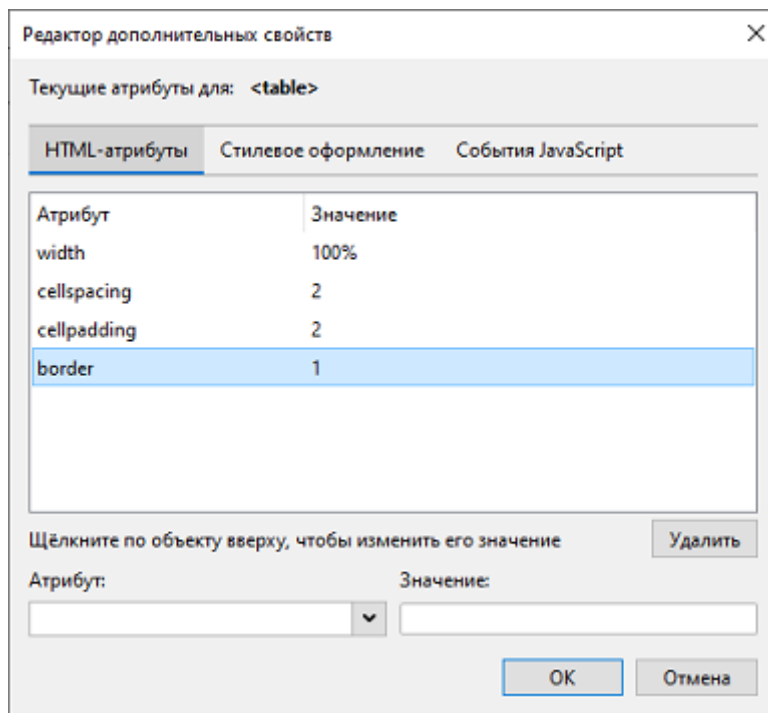 Редактор дополнительных свойств
Текущие атрибуты для: <table>
HTML-атрибуты Стилевое оформление События JavaScript
Атрибут Значение
width 100%
cellspacing 2
cellpadding 2
border 1
Щёлкните по объекту вверху, чтобы изменить его значение Удалить
Атрибут: Значение:
OK Отмена